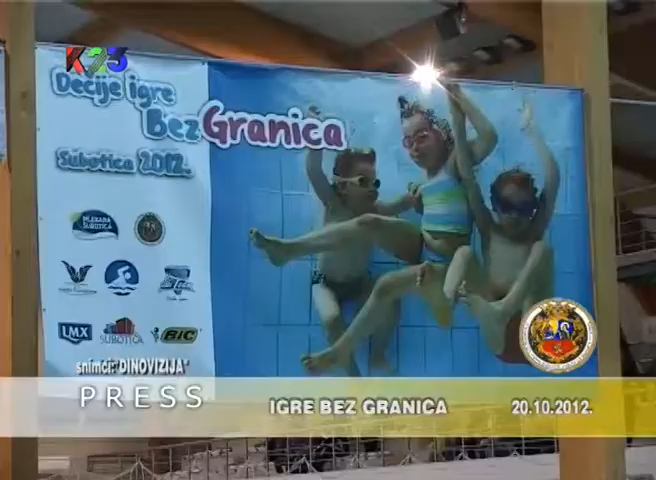 K23
Decije igre
Bez Granica
Subotica 2012.
MLEKARA
SUBOTICA
LMX
SUBOTICA
BIC
snimci: DINOVIZIJA
PRESS
IGRE BEZ GRANICA
20.10.2012.